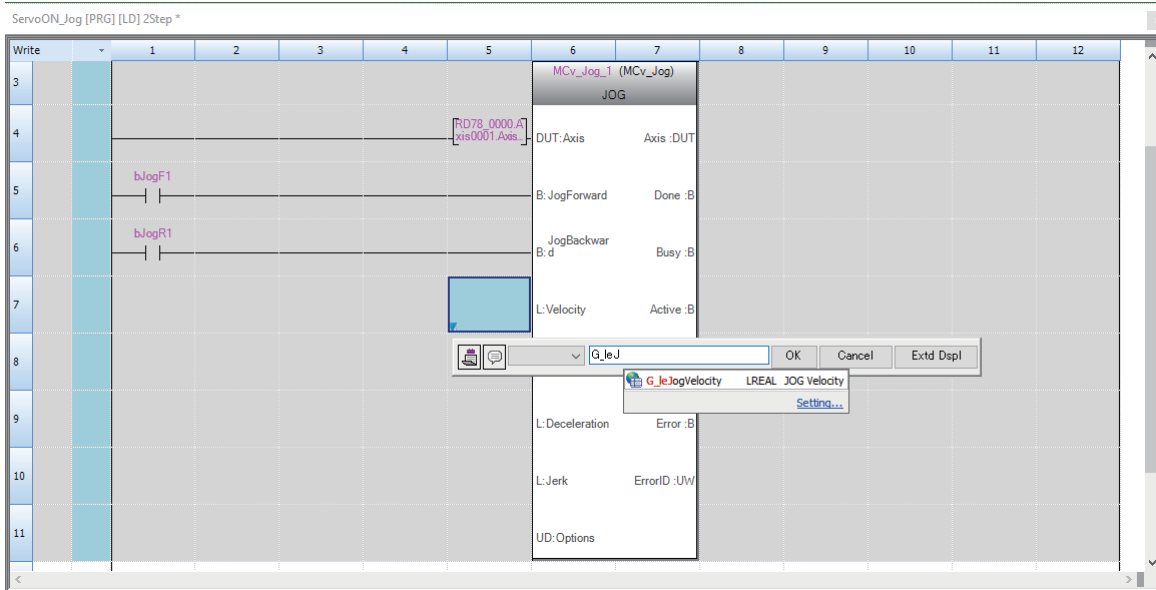 ServoON_Jog [PRG] [LD] 2Step *
Write 1 2 3 4 5 6 7 8 9 10 11 12
3
MCv_Jog_1 (MCv_Jog)
JOG
4
RD78_0000.A
xis0001.Axis...
DUT:Axis Axis :DUT
bJogF1
5
B:JogForward Done :B
bJogR1
6
JogBackwar
B:d Busy :B
7
L:Velocity Active :B
8
G_leJ OK Cancel Extd Dspl
G_leJogVelocity LREAL JOG Velocity
Setting...
9
L:Deceleration Error :B
10
L:Jerk ErrorID :UW
11
UD:Options